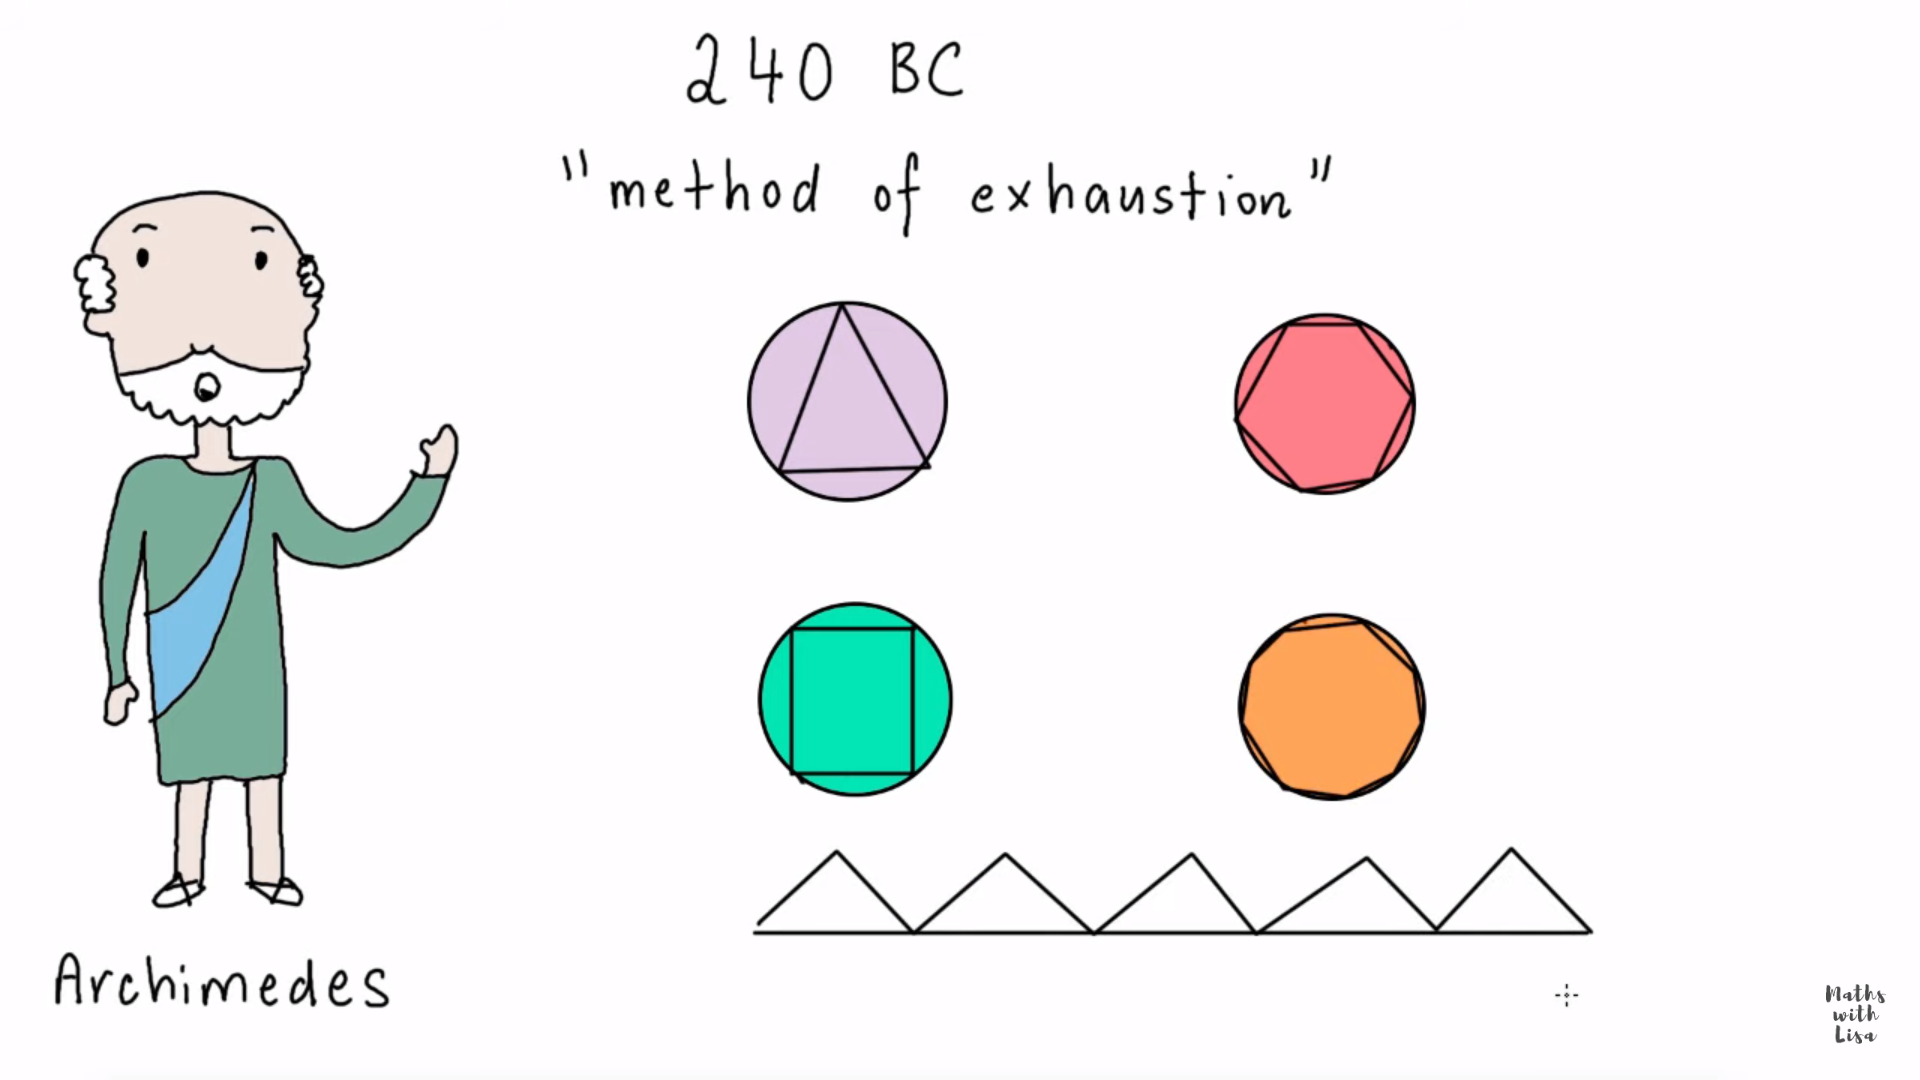 240 BC
"method of exhaustion"
Archimedes
Maths
with
Lisa